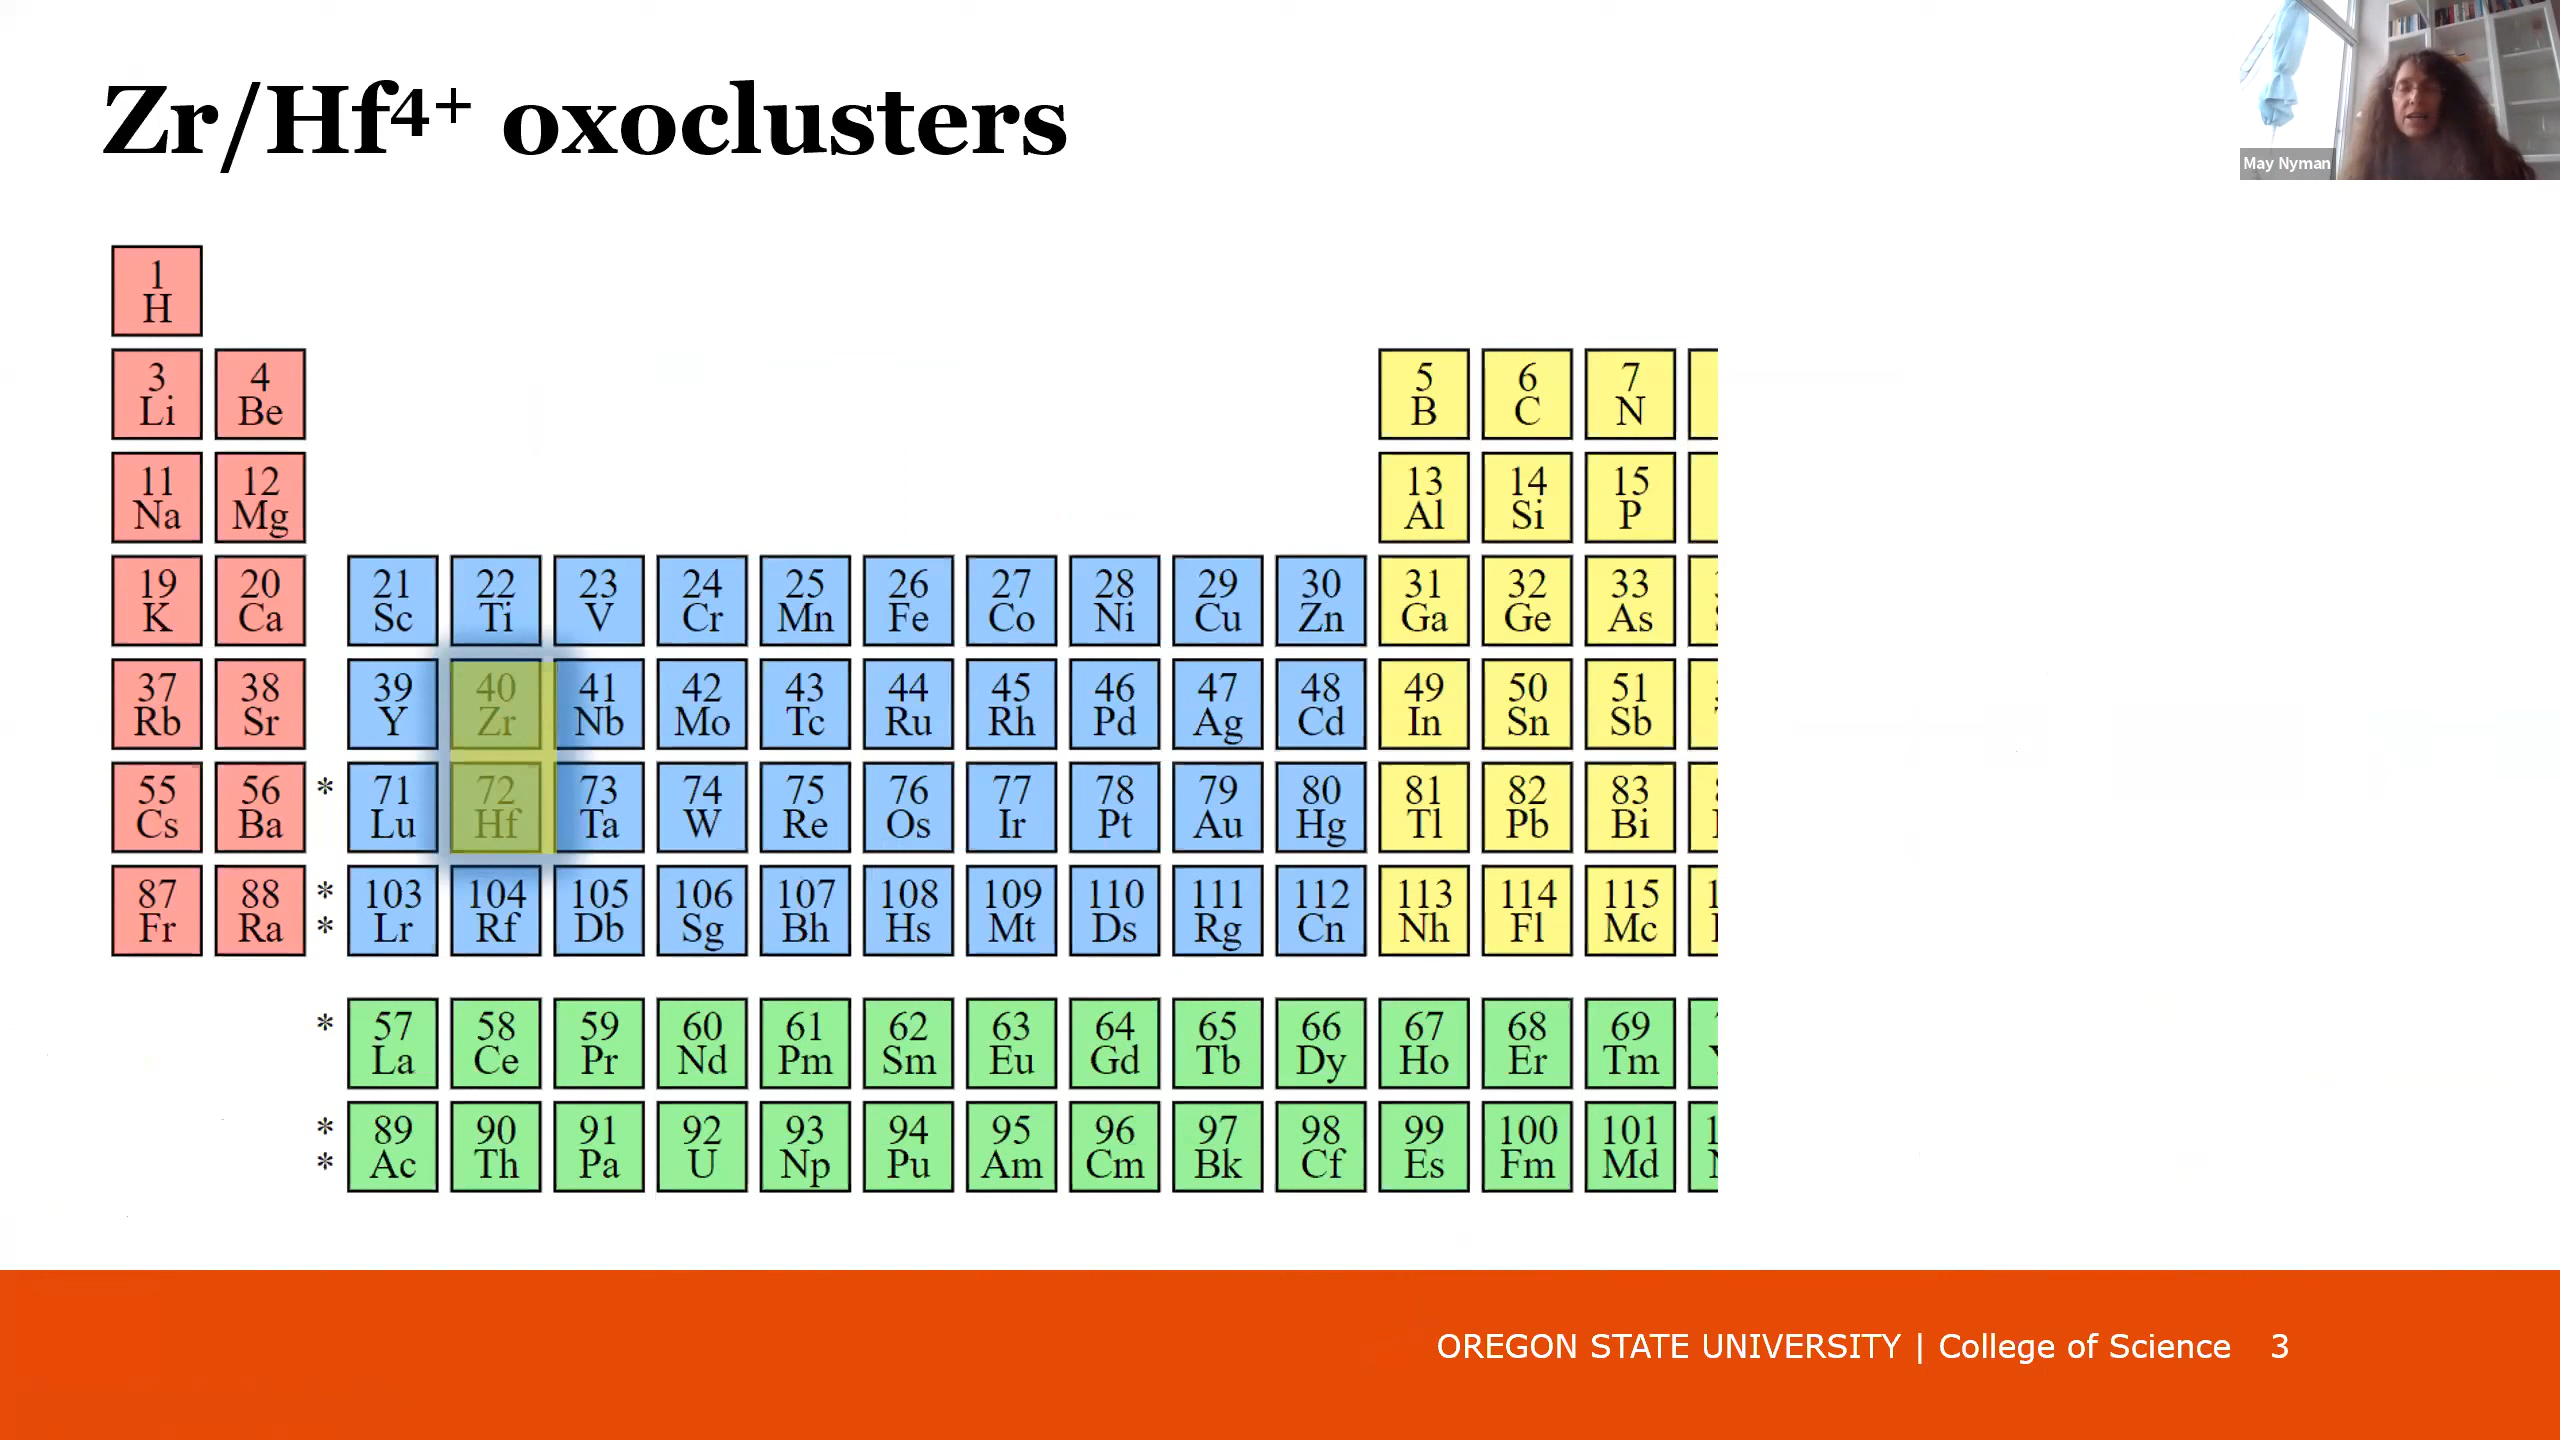 Zr/Hf⁴⁺ oxoclusters
May Nyman
1
H
3 4 5 6 7
Li Be B C N
11 12 13 14 15
Na Mg Al Si P
19 20 21 22 23 24 25 26 27 28 29 30 31 32 33
K Ca Sc Ti V Cr Mn Fe Co Ni Cu Zn Ga Ge As
37 38 39 40 41 42 43 44 45 46 47 48 49 50 51
Rb Sr Y Zr Nb Mo Tc Ru Rh Pd Ag Cd In Sn Sb
55 56 * 71 72 73 74 75 76 77 78 79 80 81 82 83
Cs Ba Lu Hf Ta W Re Os Ir Pt Au Hg Tl Pb Bi
87 88 * 103 104 105 106 107 108 109 110 111 112 113 114 115
Fr Ra * Lr Rf Db Sg Bh Hs Mt Ds Rg Cn Nh Fl Mc
* 57 58 59 60 61 62 63 64 65 66 67 68 69
La Ce Pr Nd Pm Sm Eu Gd Tb Dy Ho Er Tm
* 89 90 91 92 93 94 95 96 97 98 99 100 101
* Ac Th Pa U Np Pu Am Cm Bk Cf Es Fm Md
OREGON STATE UNIVERSITY | College of Science 3